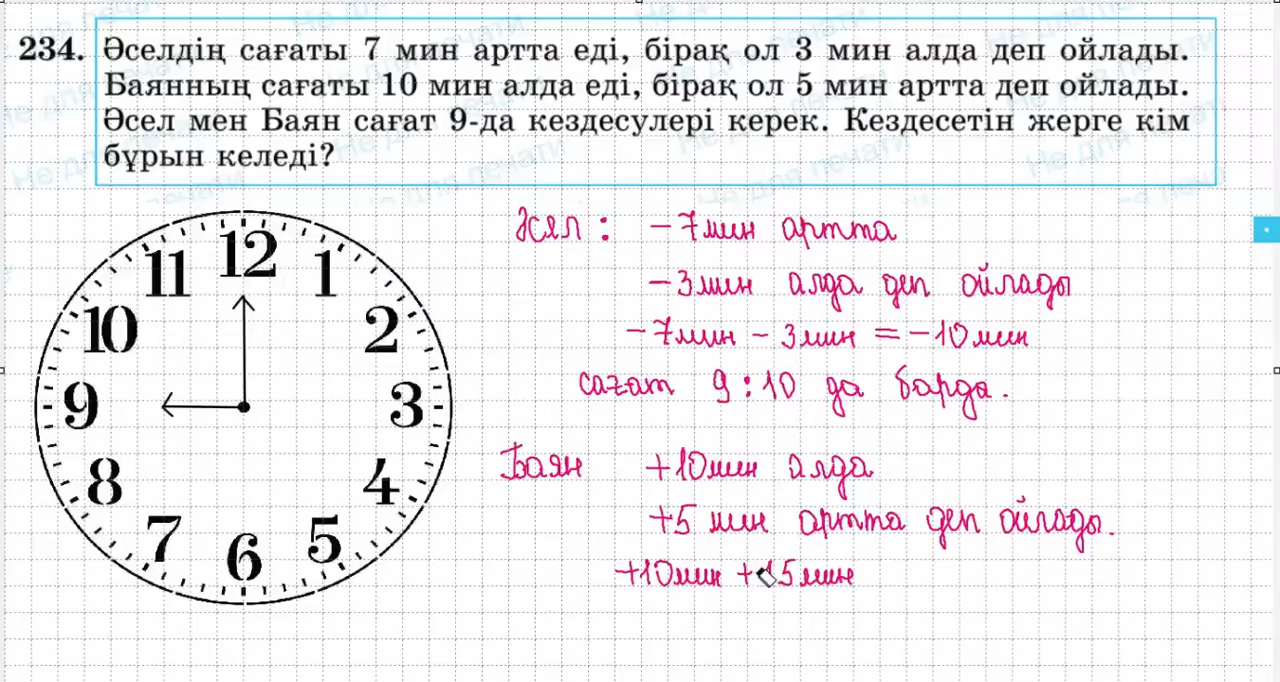 234. Әселдің сағаты 7 мин артта еді, бірақ ол 3 мин алда деп ойлады.
Баянның сағаты 10 мин алда еді, бірақ ол 5 мин артта деп ойлады.
Әсел мен Баян сағат 9-да кездесулері керек. Кездесетін жерге кім
бұрын келеді?
12
11 1
10 2
9 3
8 4
7 5
6
Әсел : – 7мин артта
– 3мин алда деп ойлады
– 7мин – 3мин = – 10мин
сағат 9:10 да барда.
Баян +10мин алда
+5 мин артта деп ойлады.
+10мин + 5мин